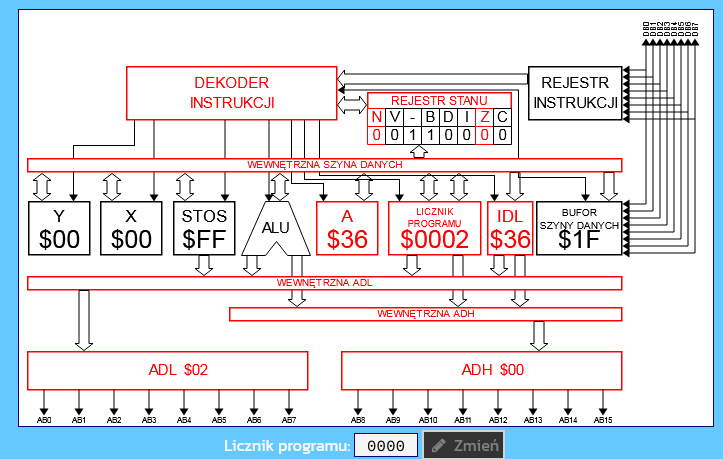 DB0 DB1 DB2 DB3 DB4 DB5 DB6 DB7
DEKODER
INSTRUKCJI
REJESTR
INSTRUKCJI
REJESTR STANU
N V - B D I Z C
0 0 1 1 0 0 0 0
WEWNĘTRZNA SZYNA DANYCH
Y
$00
X
$00
STOS
$FF
ALU
A
$36
LICZNIK
PROGRAMU
$0002
IDL
$36
BUFOR
SZYNY DANYCH
$1F
WEWNĘTRZNA ADL
WEWNĘTRZNA ADH
ADL $02
ADH $00
AB0 AB1 AB2 AB3 AB4 AB5 AB6 AB7 AB8 AB9 AB10 AB11 AB12 AB13 AB14 AB15
Licznik programu: 0000 Zmień